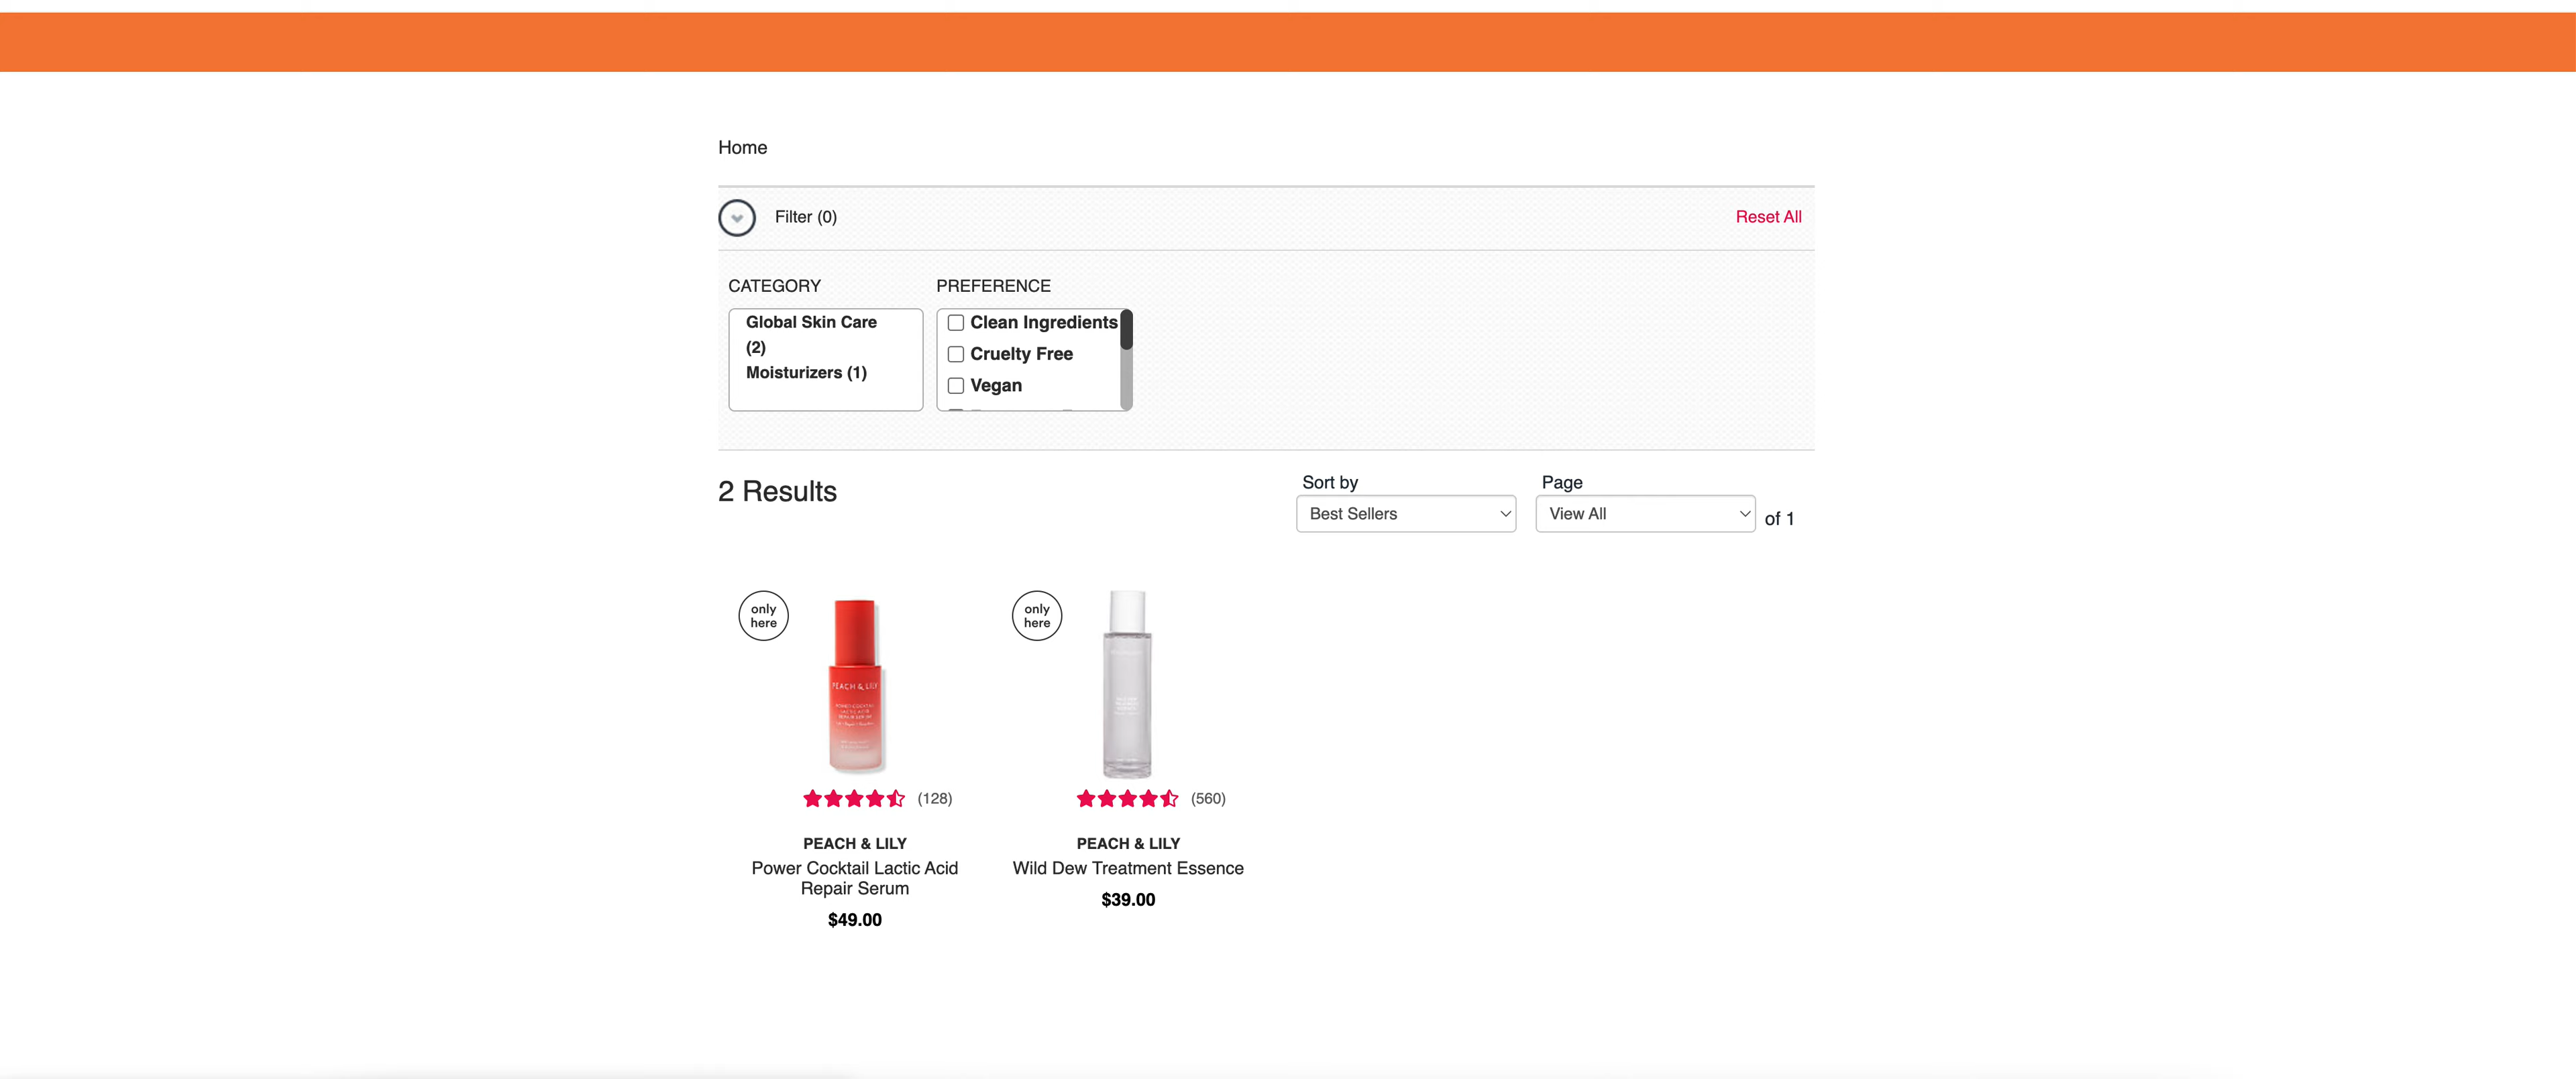 Home
Filter (0)
Reset All
CATEGORY
PREFERENCE
Global Skin Care
(2)
Moisturizers (1)
Clean Ingredients
Cruelty Free
Vegan
2 Results
Sort by
Best Sellers
Page
View All
of 1
only
here
PEACH & LILY
(128)
PEACH & LILY
Power Cocktail Lactic Acid
Repair Serum
$49.00
only
here
(560)
PEACH & LILY
Wild Dew Treatment Essence
$39.00